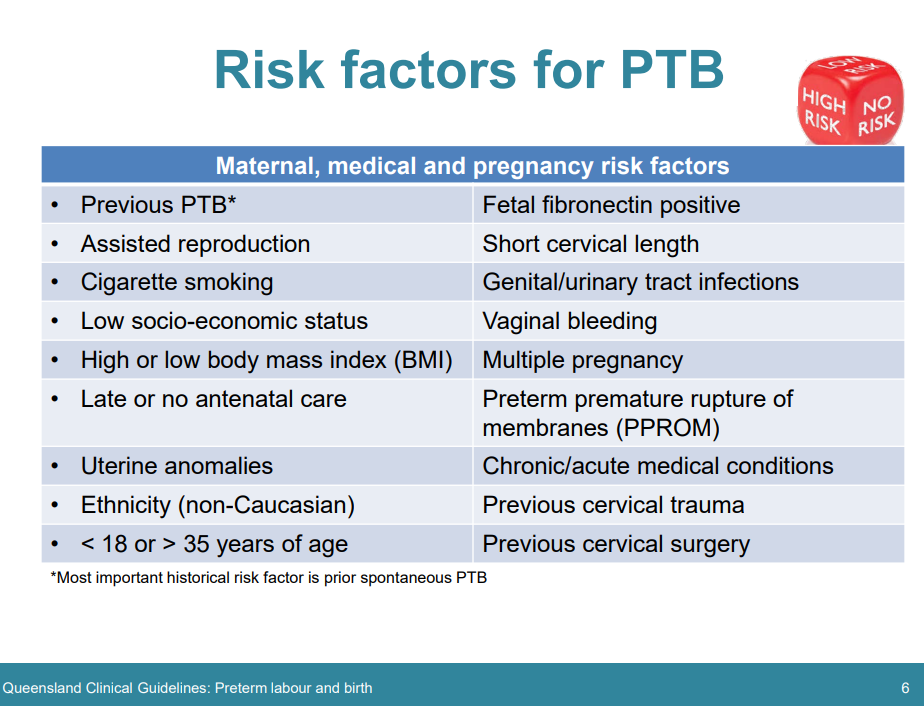 Risk factors for PTB
LOW
RISK
HIGH
RISK
NO
RISK
Maternal, medical and pregnancy risk factors
• Previous PTB*
Fetal fibronectin positive
• Assisted reproduction
Short cervical length
• Cigarette smoking
Genital/urinary tract infections
• Low socio-economic status
Vaginal bleeding
• High or low body mass index (BMI)
Multiple pregnancy
• Late or no antenatal care
Preterm premature rupture of
membranes (PPROM)
• Uterine anomalies
Chronic/acute medical conditions
• Ethnicity (non-Caucasian)
Previous cervical trauma
• < 18 or > 35 years of age
Previous cervical surgery
*Most important historical risk factor is prior spontaneous PTB
Queensland Clinical Guidelines: Preterm labour and birth
6